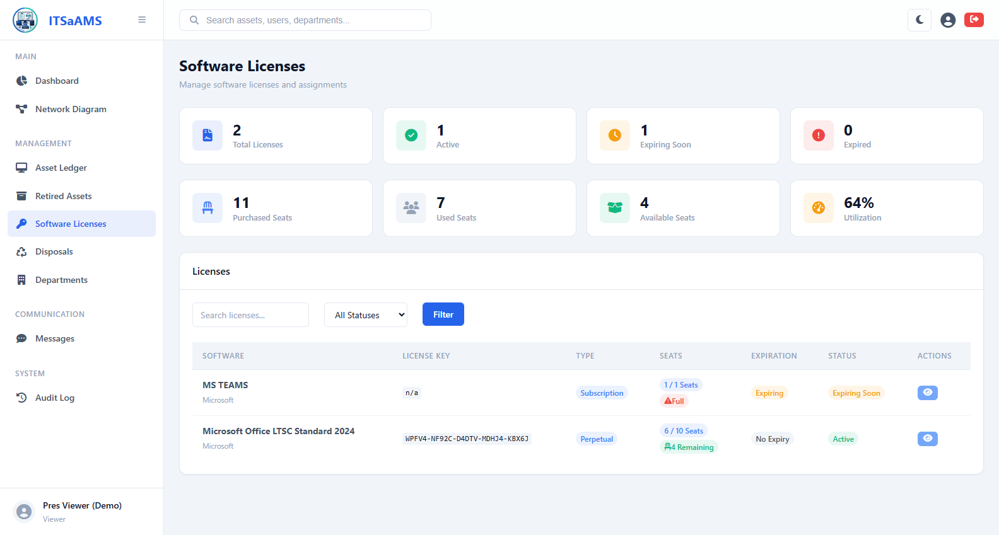 ITSaAMS
Search assets, users, departments...
MAIN
Dashboard
Network Diagram
MANAGEMENT
Asset Ledger
Retired Assets
Software Licenses
Disposals
Departments
COMMUNICATION
Messages
SYSTEM
Audit Log
Pres Viewer (Demo)
Viewer
Software Licenses
Manage software licenses and assignments
2
Total Licenses
1
Active
1
Expiring Soon
0
Expired
11
Purchased Seats
7
Used Seats
4
Available Seats
64%
Utilization
Licenses
Search licenses...
All Statuses
Filter
SOFTWARE LICENSE KEY TYPE SEATS EXPIRATION STATUS ACTIONS
MS TEAMS
Microsoft
n/a
Subscription
1 / 1 Seats
Full
Expiring
Expiring Soon
Microsoft Office LTSC Standard 2024
Microsoft
WPFV4-NF92C-D4DTV-MDHJ4-KBX6J
Perpetual
6 / 10 Seats
4 Remaining
No Expiry
Active